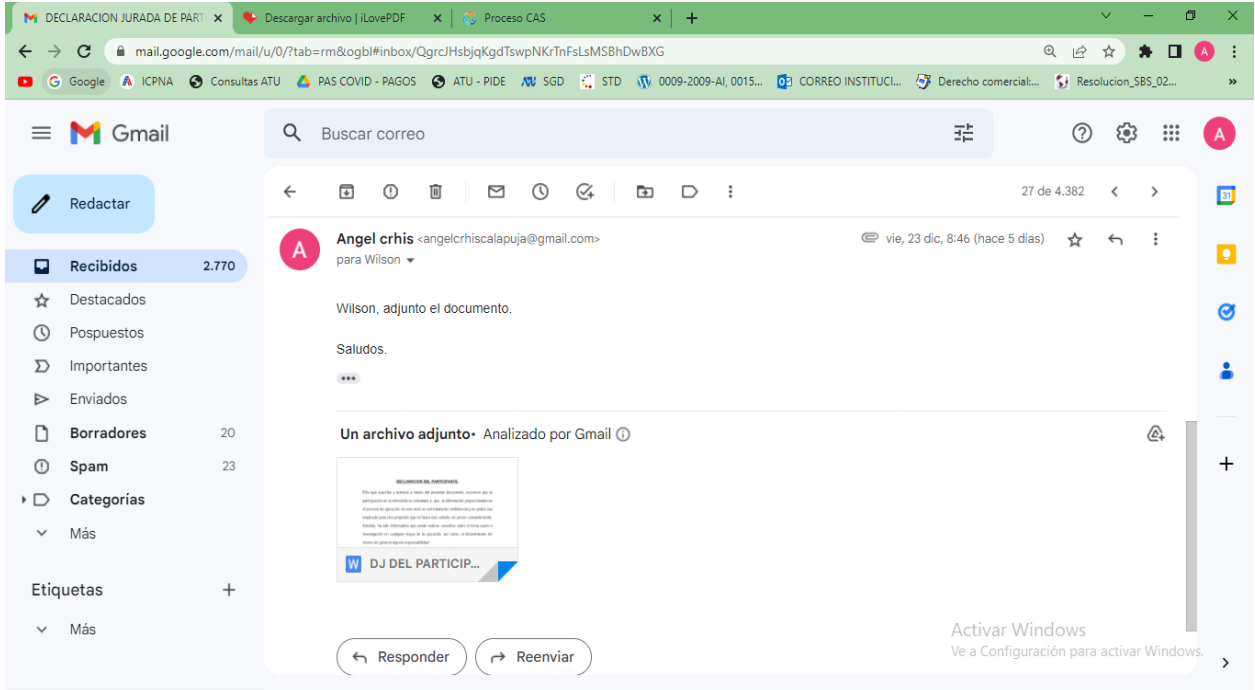 DECLARACION JURADA DE PART
Descargar archivo | iLovePDF
Proceso CAS
mail.google.com/mail/u/0/?tab=rm&ogbl#inbox/QgrcJHsbjqKgdTswpNKrTnFsLsMSBhDwBXG
A
Google
ICPNA
Consultas ATU
PAS COVID - PAGOS
ATU - PIDE
SGD
STD
0009-2009-AI, 0015...
CORREO INSTITUCI...
Derecho comercial:...
Resolucion_SBS_02...
»
Gmail
Buscar correo
A
Redactar
27 de 4.382
31
A
Angel crhis <angelcrhiscalapuja@gmail.com>
vie, 23 dic, 8:46 (hace 5 días)
para Wilson
Recibidos 2.770
Destacados
Pospuestos
Importantes
Enviados
Borradores 20
Spam 23
Categorías
Más
Etiquetas
Más
Wilson, adjunto el documento.
Saludos.
Un archivo adjunto • Analizado por Gmail
DECLARACION DEL PARTICIPANTE
W DJ DEL PARTICIP...
Responder
Reenviar
Activar Windows
Ve a Configuración para activar Windows.